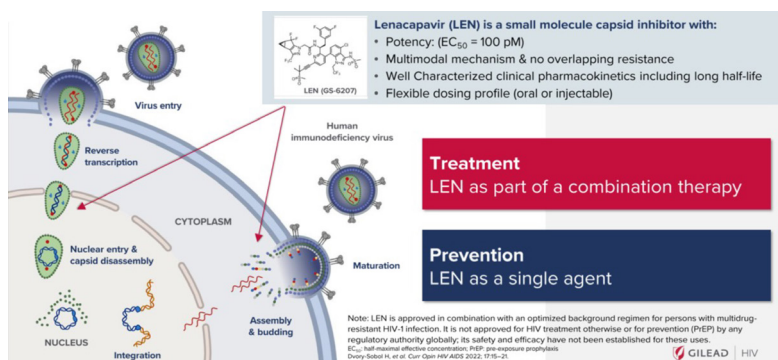 Lenacapavir (LEN) is a small molecule capsid inhibitor with:
• Potency: (EC50 = 100 pM)
• Multimodal mechanism & no overlapping resistance
• Well Characterized clinical pharmacokinetics including long half-life
• Flexible dosing profile (oral or injectable)
LEN (GS-6207)
Virus entry
Reverse
transcription
Human
immunodeficiency virus
CYTOPLASM
Nuclear entry &
capsid disassembly
NUCLEUS
Integration
Assembly
& budding
Maturation
Treatment
LEN as part of a combination therapy
Prevention
LEN as a single agent
Note: LEN is approved in combination with an optimized background regimen for persons with multidrug-
resistant HIV-1 infection. It is not approved for HIV treatment otherwise or for prevention (PrEP) by any
regulatory authority globally; its safety and efficacy have not been established for these uses.
EC50: half-maximal effective concentration; PrEP: pre-exposure prophylaxis
Dvory-Sobol H, et al. Curr Opin HIV AIDS 2022; 17:15–21.
GILEAD | HIV